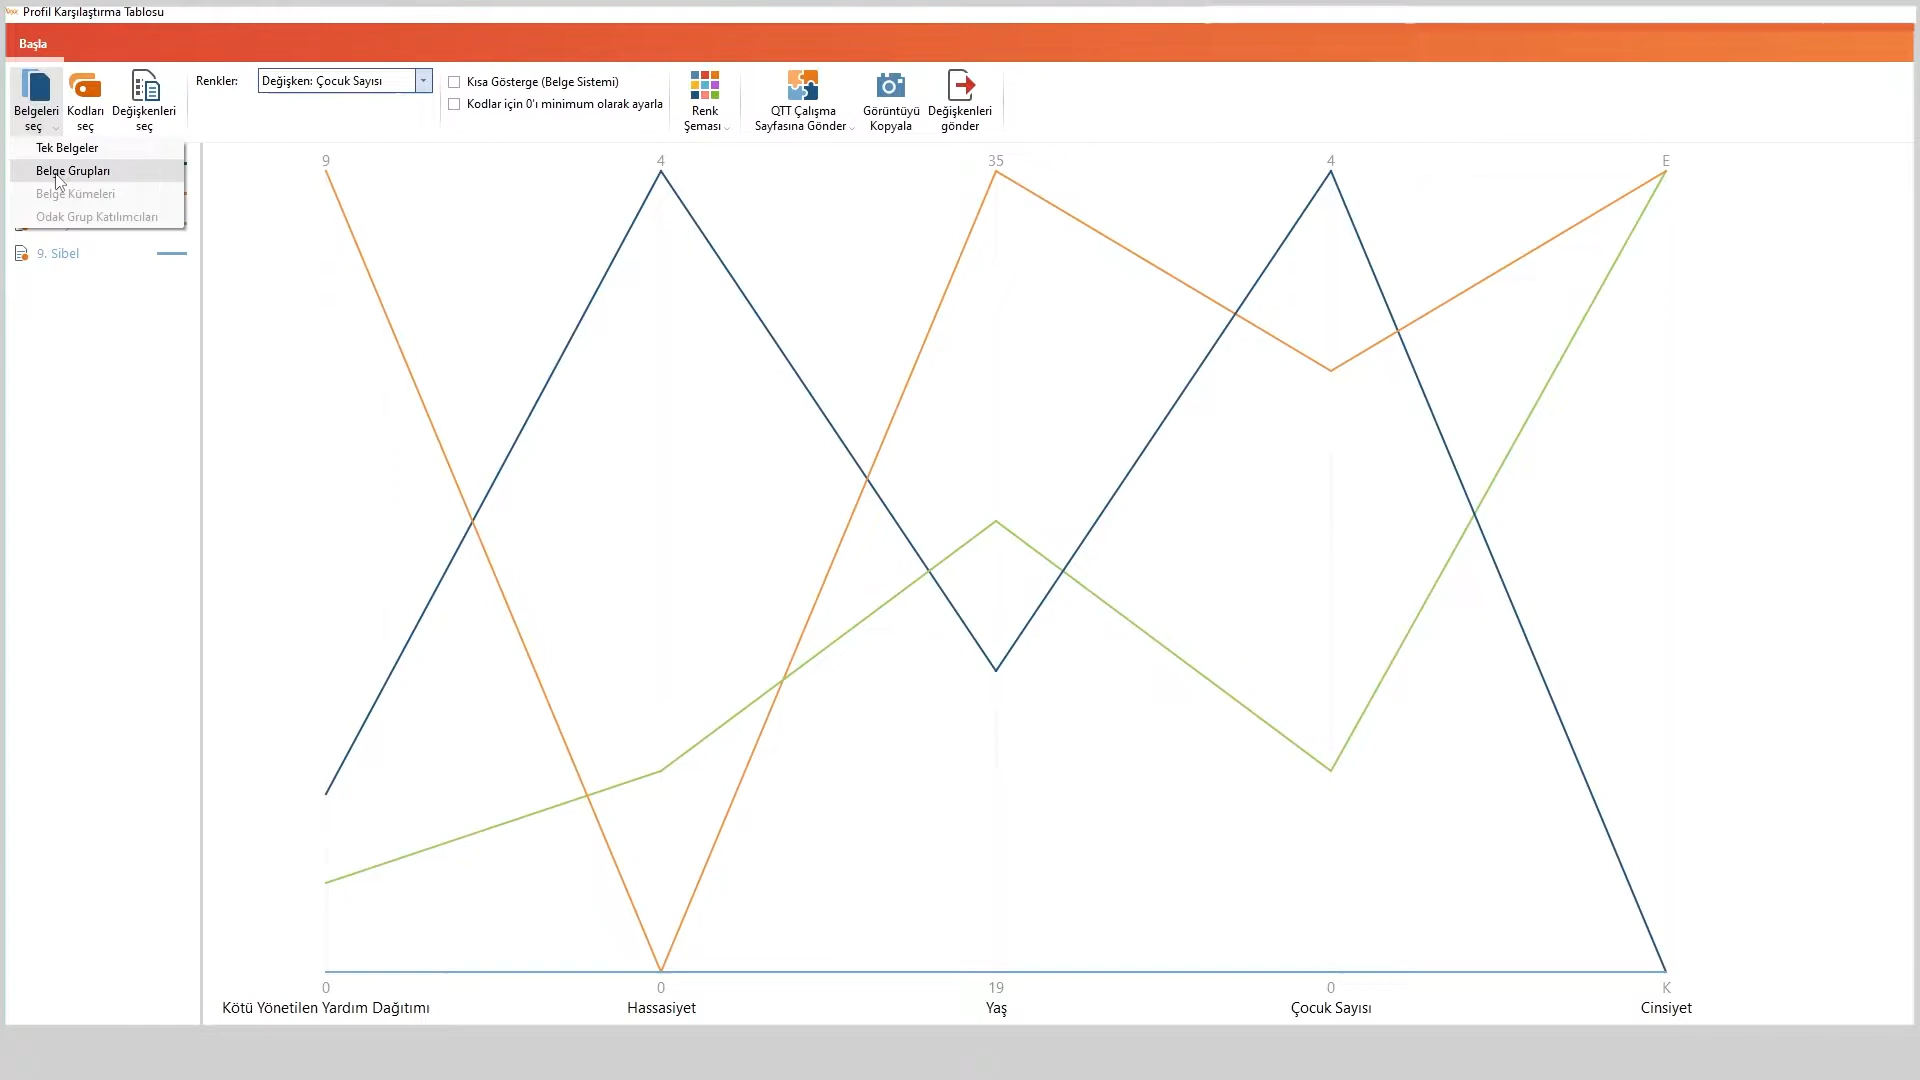 Profil Karşılaştırma Tablosu
Başla
Belgeleri seç
Kodları seç
Değişkenleri seç
Renkler:
Değişken: Çocuk Sayısı
Kısa Gösterge (Belge Sistemi)
Kodlar için 0'ı minimum olarak ayarla
Renk Şeması
QTT Çalışma Sayfasına Gönder
Görüntüyü Kopyala
Değişkenleri gönder
Tek Belgeler
Belge Grupları
Belge Kümeleri
Odak Grup Katılımcıları
9. Sibel
9 4 35 4 E
0 0 19 0 K
Kötü Yönetilen Yardım Dağıtımı Hassasiyet Yaş Çocuk Sayısı Cinsiyet